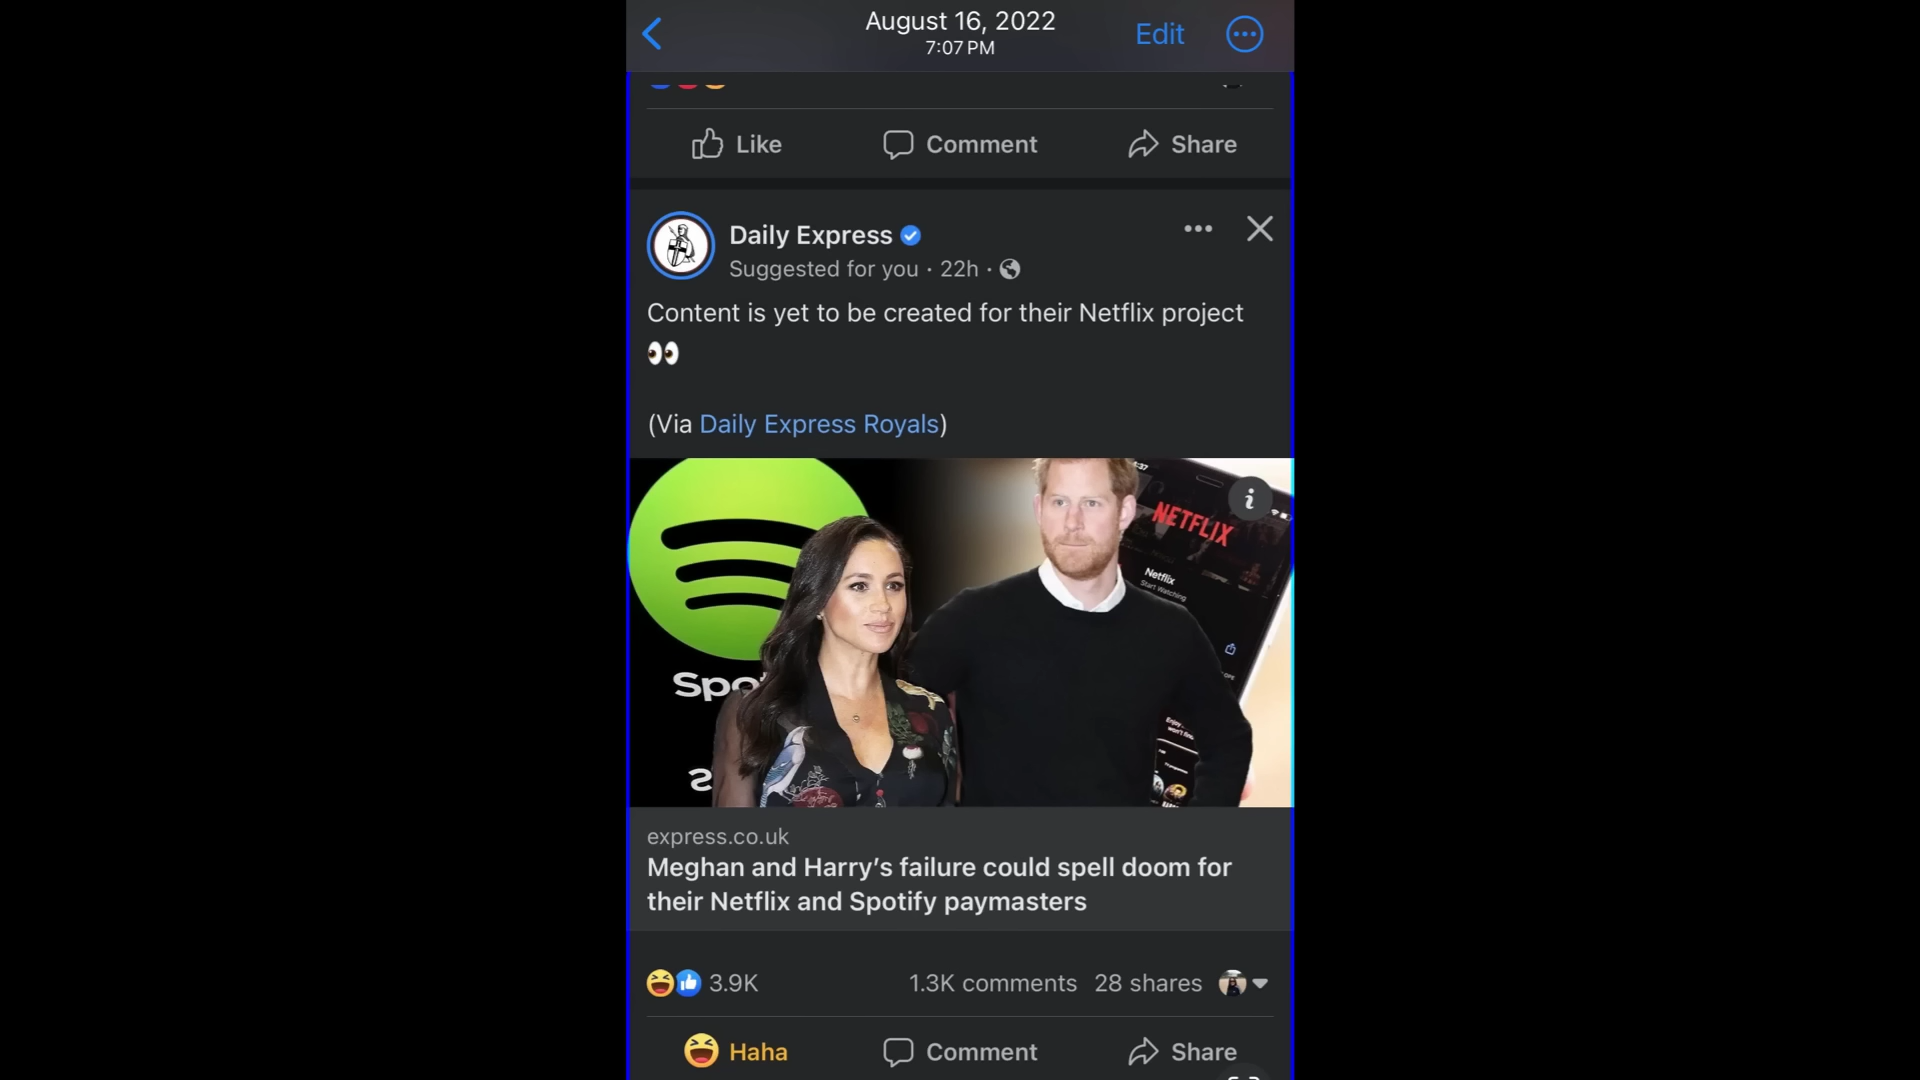 August 16, 2022
7:07 PM
Edit
Like
Comment
Share
Daily Express
Suggested for you · 22h ·
Content is yet to be created for their Netflix project
👀
(Via Daily Express Royals)
NETFLIX
Netflix
Start Watching
Spo
express.co.uk
Meghan and Harry’s failure could spell doom for
their Netflix and Spotify paymasters
3.9K
1.3K comments
28 shares
Haha
Comment
Share